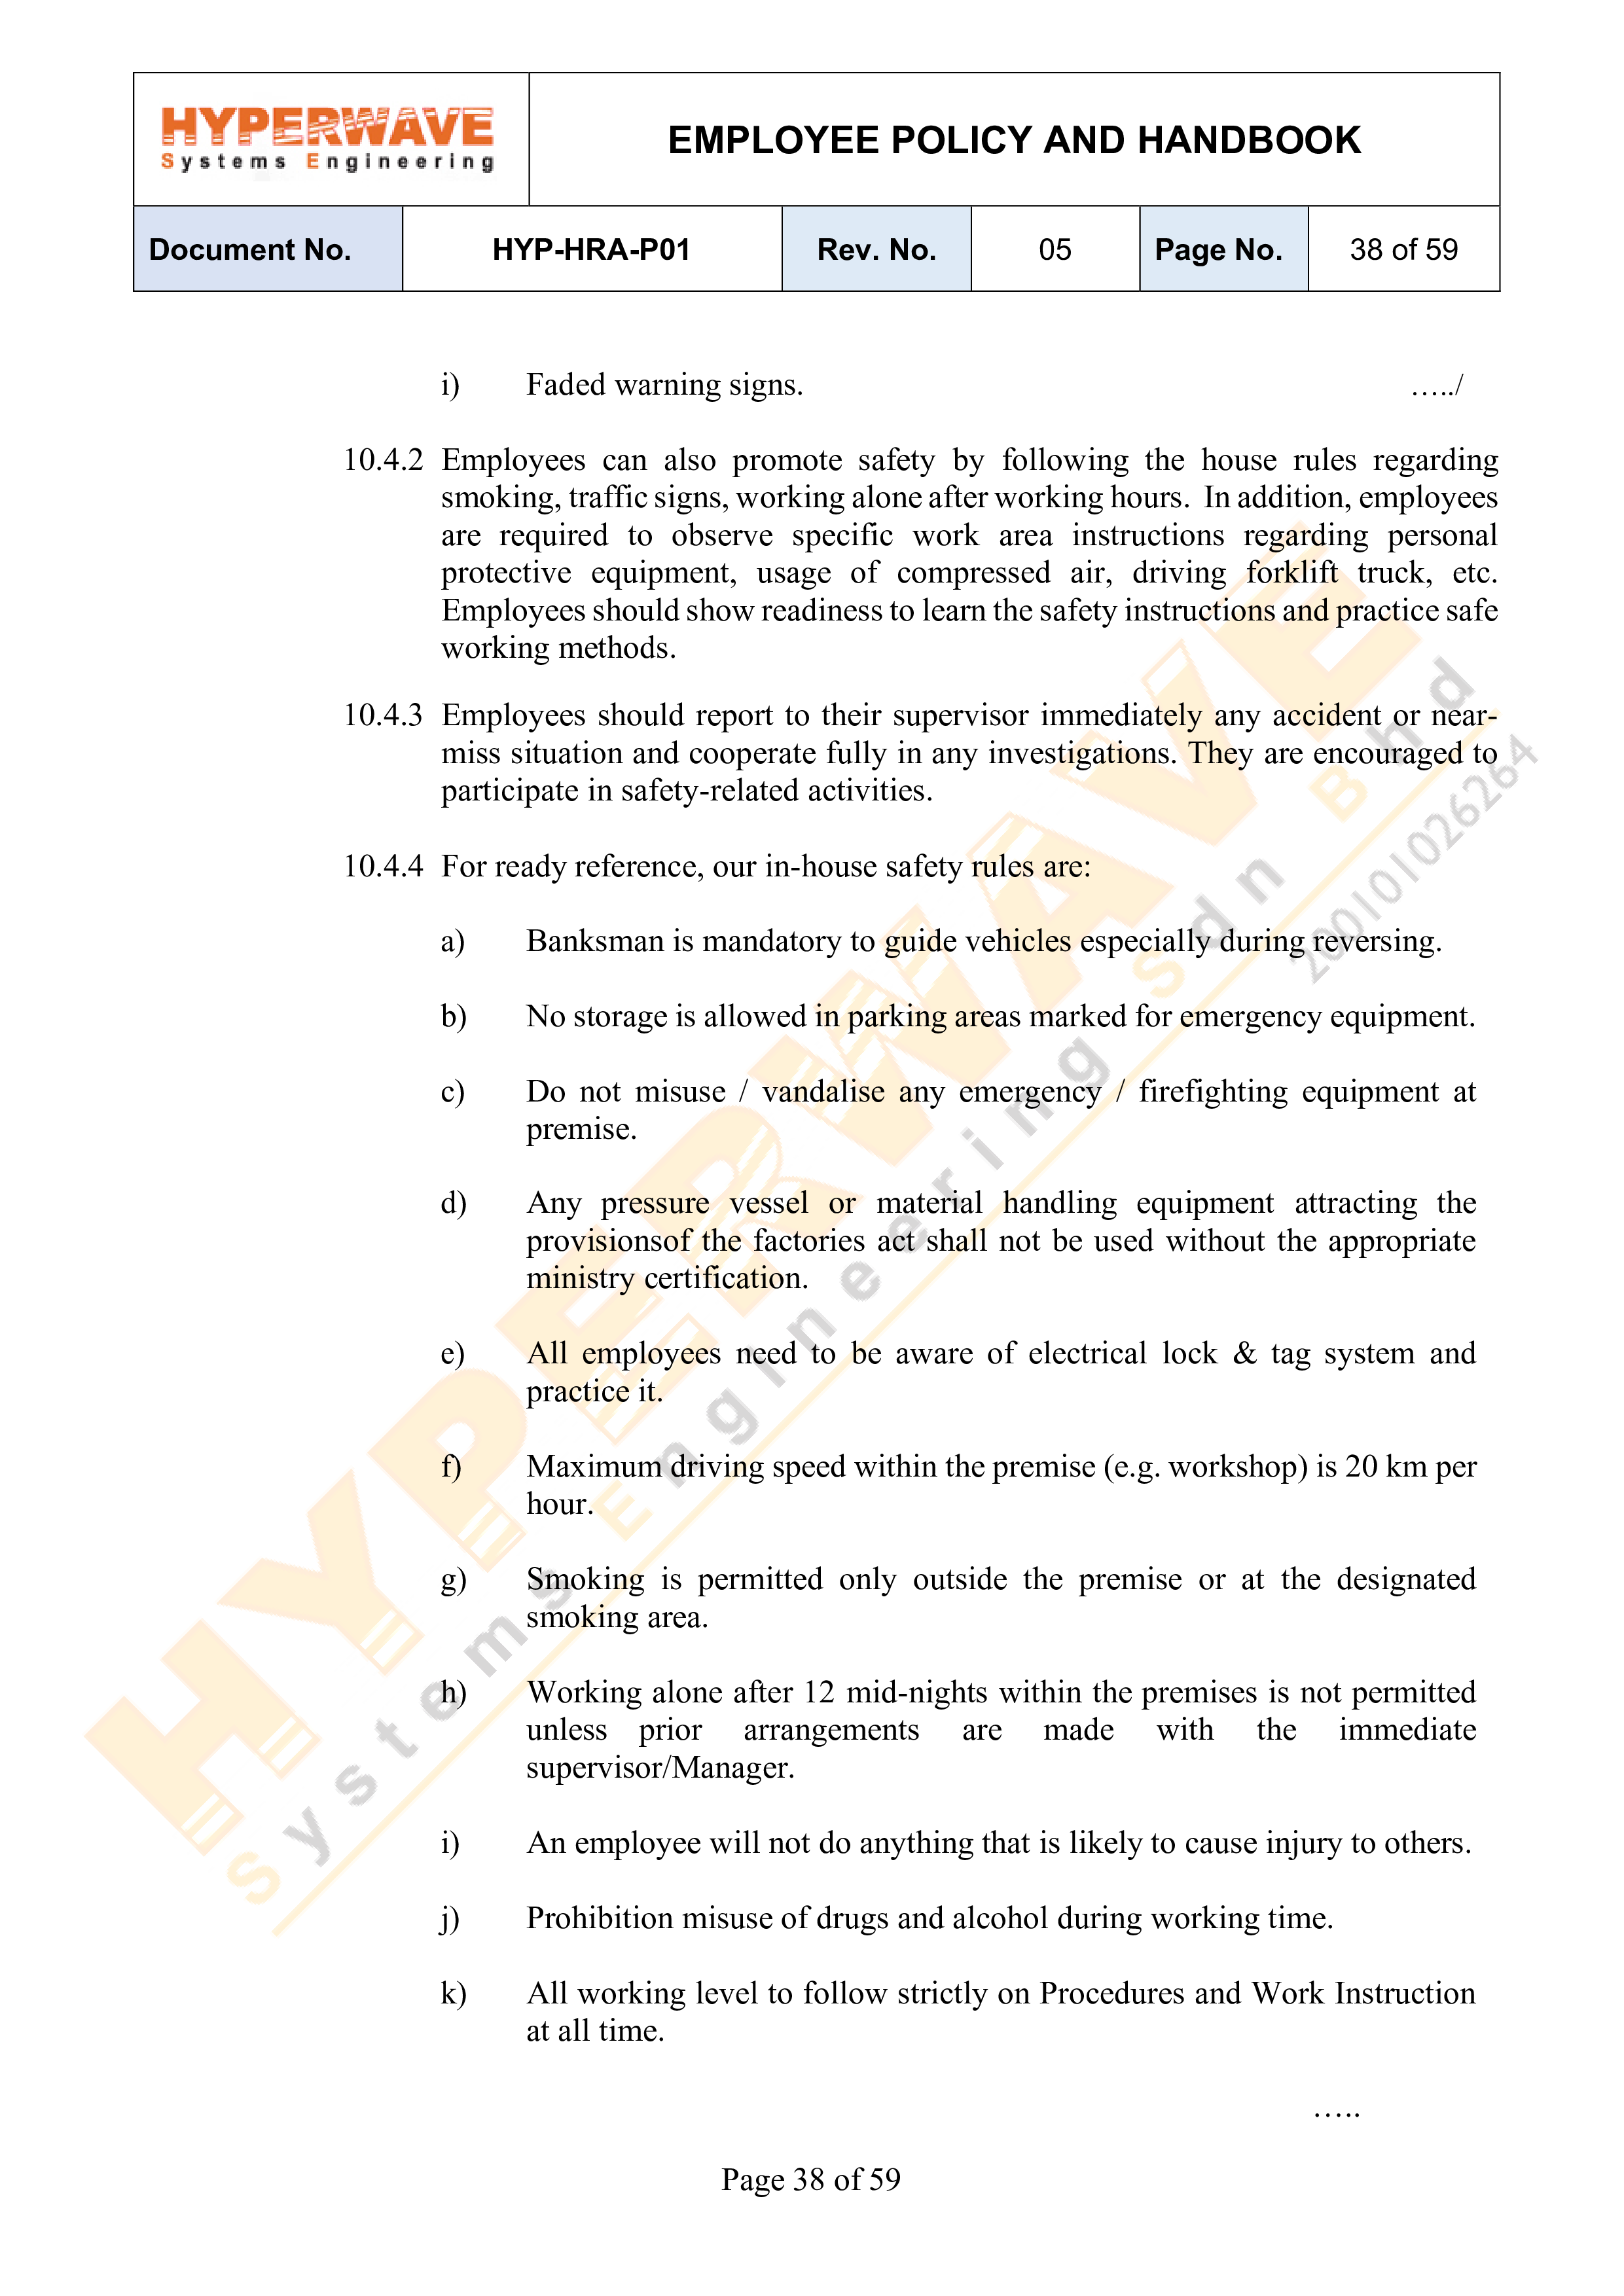 HYPERWAVE
Systems Engineering
EMPLOYEE POLICY AND HANDBOOK
Document No. HYP-HRA-P01 Rev. No. 05 Page No. 38 of 59
i) Faded warning signs. …../
10.4.2 Employees can also promote safety by following the house rules regarding
smoking, traffic signs, working alone after working hours. In addition, employees
are required to observe specific work area instructions regarding personal
protective equipment, usage of compressed air, driving forklift truck, etc.
Employees should show readiness to learn the safety instructions and practice safe
working methods.
10.4.3 Employees should report to their supervisor immediately any accident or near-
miss situation and cooperate fully in any investigations. They are encouraged to
participate in safety-related activities.
10.4.4 For ready reference, our in-house safety rules are:
a) Banksman is mandatory to guide vehicles especially during reversing.
b) No storage is allowed in parking areas marked for emergency equipment.
c) Do not misuse / vandalise any emergency / firefighting equipment at
premise.
d) Any pressure vessel or material handling equipment attracting the
provisionsof the factories act shall not be used without the appropriate
ministry certification.
e) All employees need to be aware of electrical lock & tag system and
practice it.
f) Maximum driving speed within the premise (e.g. workshop) is 20 km per
hour.
g) Smoking is permitted only outside the premise or at the designated
smoking area.
h) Working alone after 12 mid-nights within the premises is not permitted
unless prior arrangements are made with the immediate
supervisor/Manager.
i) An employee will not do anything that is likely to cause injury to others.
j) Prohibition misuse of drugs and alcohol during working time.
k) All working level to follow strictly on Procedures and Work Instruction
at all time.
…..
Page 38 of 59
HYPERWAVE
Systems Engineering Sdn Bhd
200101026264